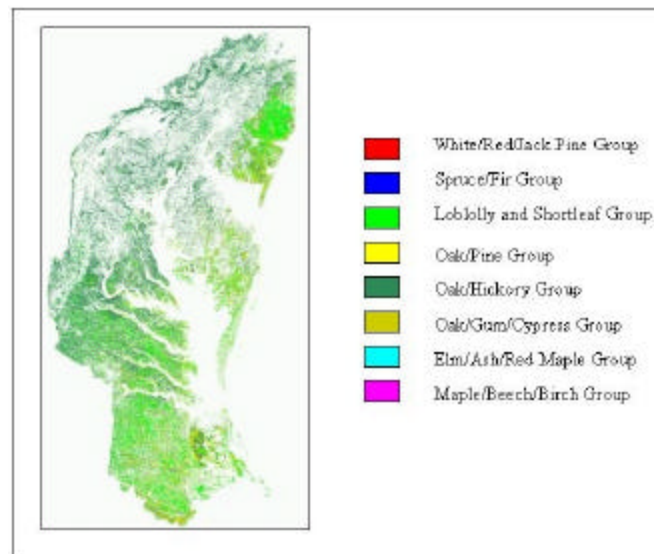 White/Red/Jack Pine Group
Spruce/Fir Group
Loblolly and Shortleaf Group
Oak/Pine Group
Oak/Hickory Group
Oak/Gum/Cypress Group
Elm/Ash/Red Maple Group
Maple/Beech/Birch Group